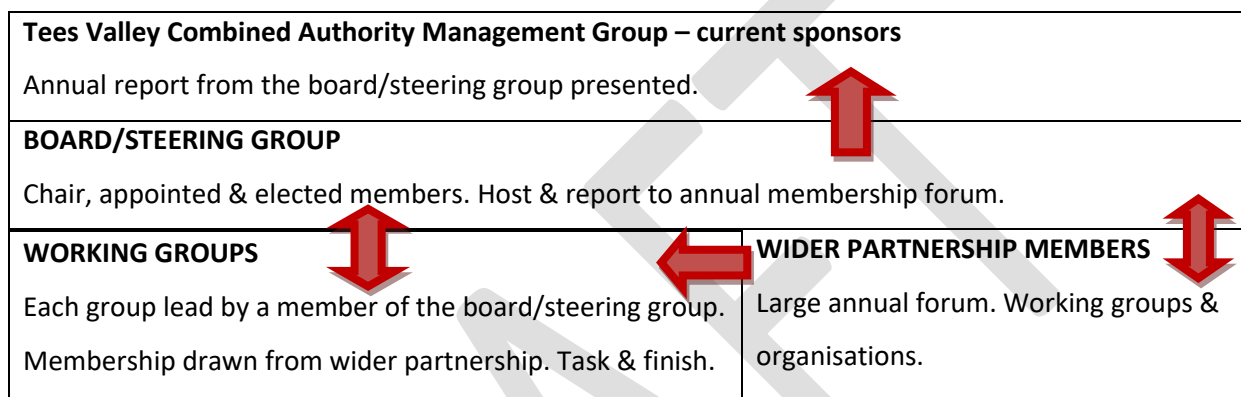 Tees Valley Combined Authority Management Group – current sponsors
Annual report from the board/steering group presented.
BOARD/STEERING GROUP
Chair, appointed & elected members. Host & report to annual membership forum.
WORKING GROUPS
Each group lead by a member of the board/steering group.
Membership drawn from wider partnership. Task & finish.
WIDER PARTNERSHIP MEMBERS
Large annual forum. Working groups &
organisations.